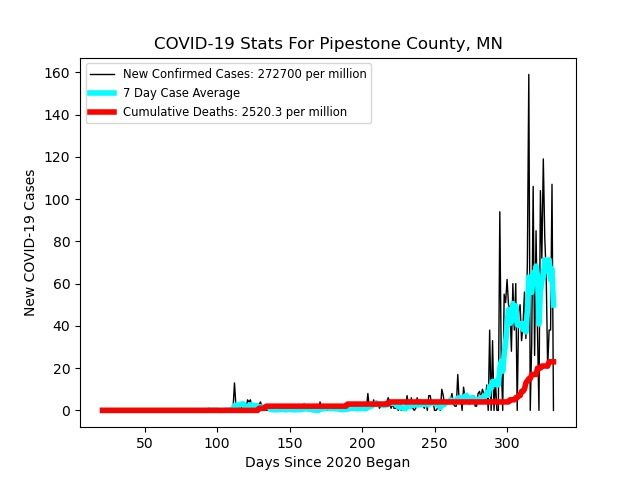 COVID-19 Stats For Pipestone County, MN
New Confirmed Cases: 272700 per million
7 Day Case Average
Cumulative Deaths: 2520.3 per million
New COVID-19 Cases
160
140
120
100
80
60
40
20
0
50 100 150 200 250 300
Days Since 2020 Began